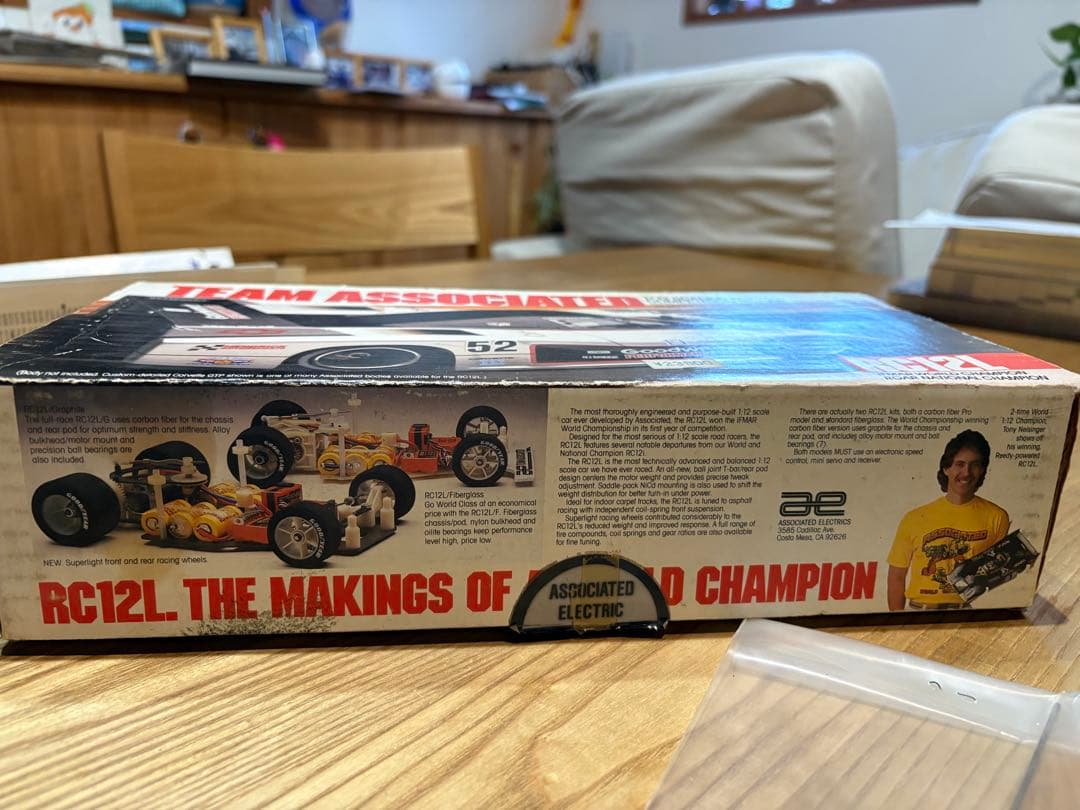 TEAM ASSOCIATED
52
RC12L
ROAR NATIONAL CHAMPION
(Body not included. Custom detailed Corvette GTP shown is one of many Associated bodies available for the RC12L.)
RC12L/Graphite
The full-race RC12L/G uses carbon fiber for the chassis
and rear pod for optimum strength and stiffness. Alloy
bulkhead/motor mount and
precision ball bearings are
also included.
RC12L/Fiberglass
Go World Class at an economical
price with the RC12L/F. Fiberglass
chassis/pod, nylon bulkhead and
oilite bearings keep performance
level high, price low.
NEW. Superlight front and rear racing wheels.
The most thoroughly engineered and purpose-built 1:12 scale
car ever developed by Associated, the RC12L won the IFMAR
World Championship in its first year of competition.
Designed for the most serious of 1:12 scale road racers, the
RC12L features several notable departures from our World and
National Champion RC12i.
The RC12L is the most technically advanced and balanced 1:12
scale car we have ever raced. An all-new, ball joint T-bar/rear pod
design centers the motor weight and provides precise tweak
adjustment. Saddle-pack NiCd mounting is also used to shift the
weight distribution for better turn-in under power.
Ideal for indoor carpet tracks, the RC12L is tuned to asphalt
racing with independent coil-spring front suspension.
Superlight racing wheels contributed considerably to the
RC12L's reduced weight and improved response. A full range of
tire compounds, coil springs and gear ratios are also available
for fine tuning.
There are actually two RC12L kits, both a carbon fiber Pro
model and standard fiberglass. The World Championship winning
carbon fiber version uses graphite for the chassis and
rear pod, and includes alloy motor mount and ball
bearings (7).
Both models MUST use an electronic speed
control, mini servo and receiver.
ae
ASSOCIATED ELECTRICS
3585 Cadillac Ave.
Costa Mesa, CA 92626
2-time World
1:12 Champion,
Tony Neisinger
shows off
his winning,
Reedy-powered
RC12L.
RC12L. THE MAKINGS OF
ASSOCIATED
ELECTRIC
D CHAMPION